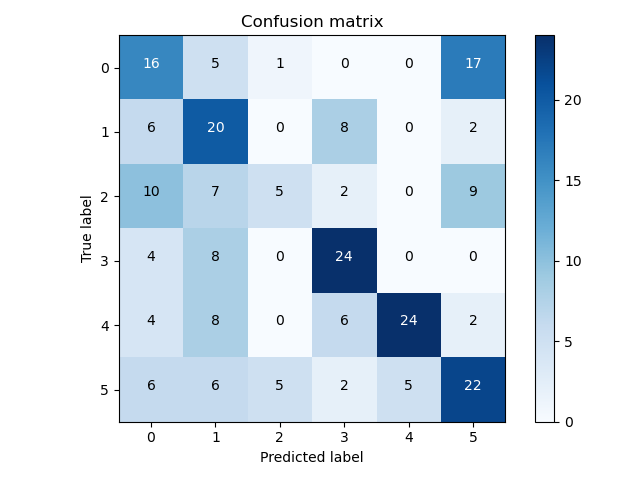 Confusion matrix
True label
0 16 5 1 0 0 17
1 6 20 0 8 0 2
2 10 7 5 2 0 9
3 4 8 0 24 0 0
4 4 8 0 6 24 2
5 6 6 5 2 5 22
0 1 2 3 4 5
Predicted label
20
15
10
5
0